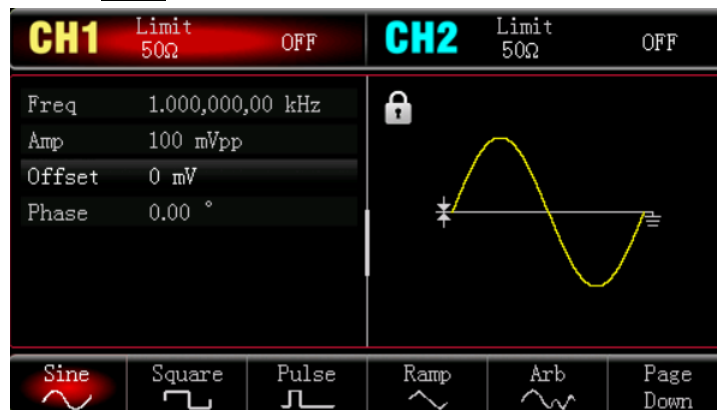 CH1 Limit 50Ω OFF CH2 Limit 50Ω OFF
Freq 1.000,000,00 kHz
Amp 100 mVpp
Offset 0 mV
Phase 0.00 °
Sine Square Pulse Ramp Arb Page Down